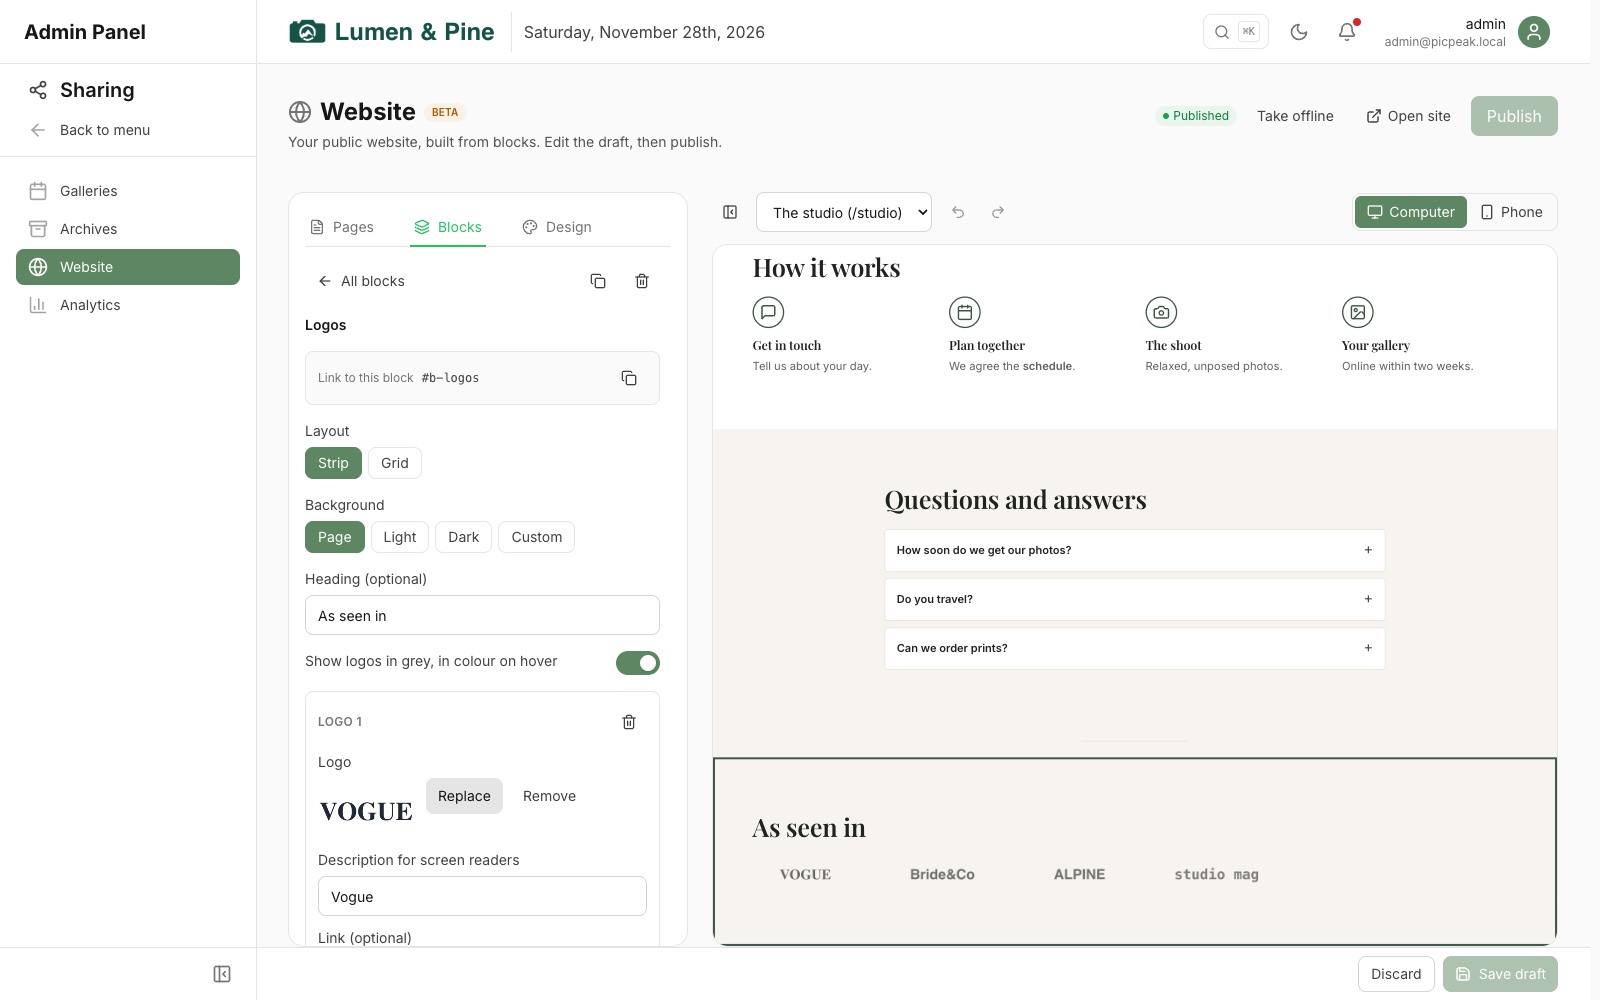 Admin Panel
Lumen & Pine
Saturday, November 28th, 2026
⌘K
admin
admin@picpeak.local
Sharing
Back to menu
Galleries
Archives
Website
Analytics
Website
BETA
Your public website, built from blocks. Edit the draft, then publish.
Published
Take offline
Open site
Publish
Pages
Blocks
Design
All blocks
Logos
Link to this block #b-logos
Layout
Strip
Grid
Background
Page
Light
Dark
Custom
Heading (optional)
As seen in
Show logos in grey, in colour on hover
LOGO 1
Logo
VOGUE
Replace
Remove
Description for screen readers
Vogue
Link (optional)
The studio (/studio)
Computer
Phone
How it works
Get in touch
Tell us about your day.
Plan together
We agree the schedule.
The shoot
Relaxed, unposed photos.
Your gallery
Online within two weeks.
Questions and answers
How soon do we get our photos? +
Do you travel? +
Can we order prints? +
As seen in
VOGUE
Bride&Co
ALPINE
studio mag
Discard
Save draft